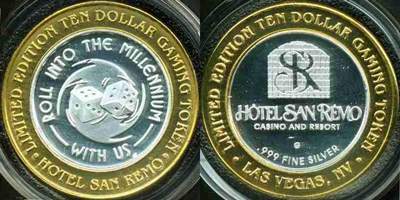 LIMITED EDITION TEN DOLLAR GAMING TOKEN
• HOTEL SAN REMO •
ROLL INTO THE MILLENNIUM
— WITH US —
LIMITED EDITION TEN DOLLAR GAMING TOKEN
• LAS VEGAS, NV •
SR
HOTEL SAN REMO
CASINO AND RESORT
G
.999 FINE SILVER